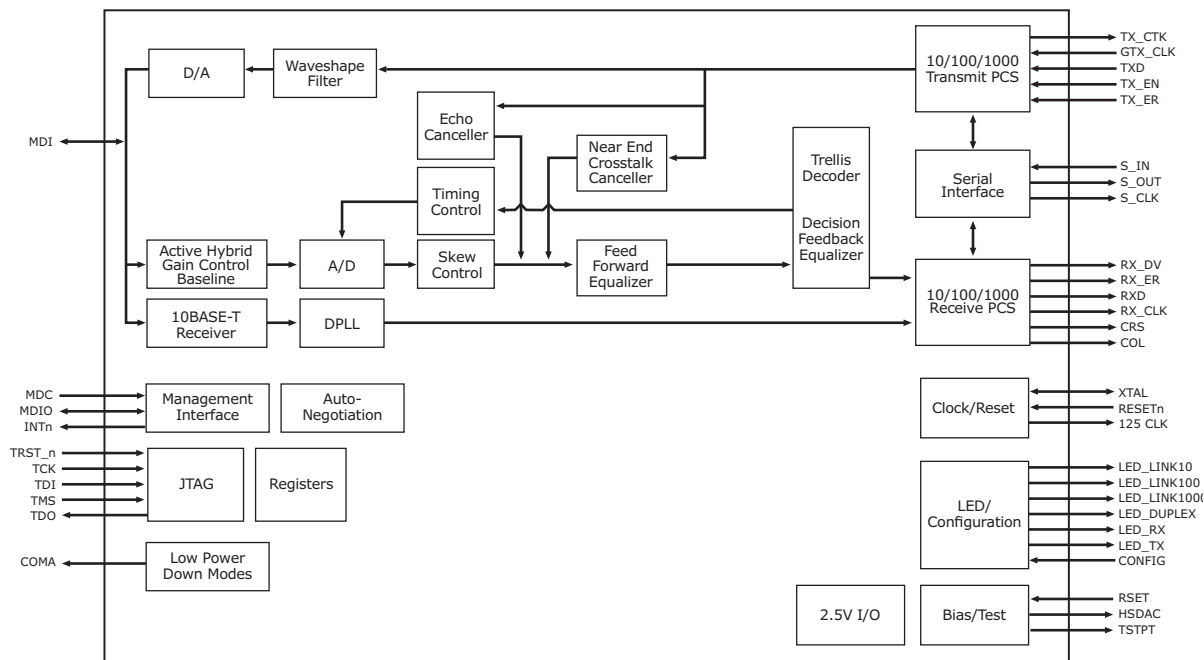 D/A
Waveshape
Filter
10/100/1000
Transmit PCS
TX_CTK
GTX_CLK
TXD
TX_EN
TX_ER
MDI
Echo
Canceller
Near End
Crosstalk
Canceller
Trellis
Decoder
Decision
Feedback
Equalizer
Serial
Interface
S_IN
S_OUT
S_CLK
Timing
Control
Active Hybrid
Gain Control
Baseline
A/D
Skew
Control
Feed
Forward
Equalizer
10BASE-T
Receiver
DPLL
10/100/1000
Receive PCS
RX_DV
RX_ER
RXD
RX_CLK
CRS
COL
MDC
MDIO
INTn
Management
Interface
Auto-
Negotiation
Clock/Reset
XTAL
RESETn
125 CLK
TRST_n
TCK
TDI
TMS
TDO
JTAG
Registers
LED/
Configuration
LED_LINK10
LED_LINK100
LED_LINK1000
LED_DUPLEX
LED_RX
LED_TX
CONFIG
COMA
Low Power
Down Modes
2.5V I/O
Bias/Test
RSET
HSDAC
TSTPT